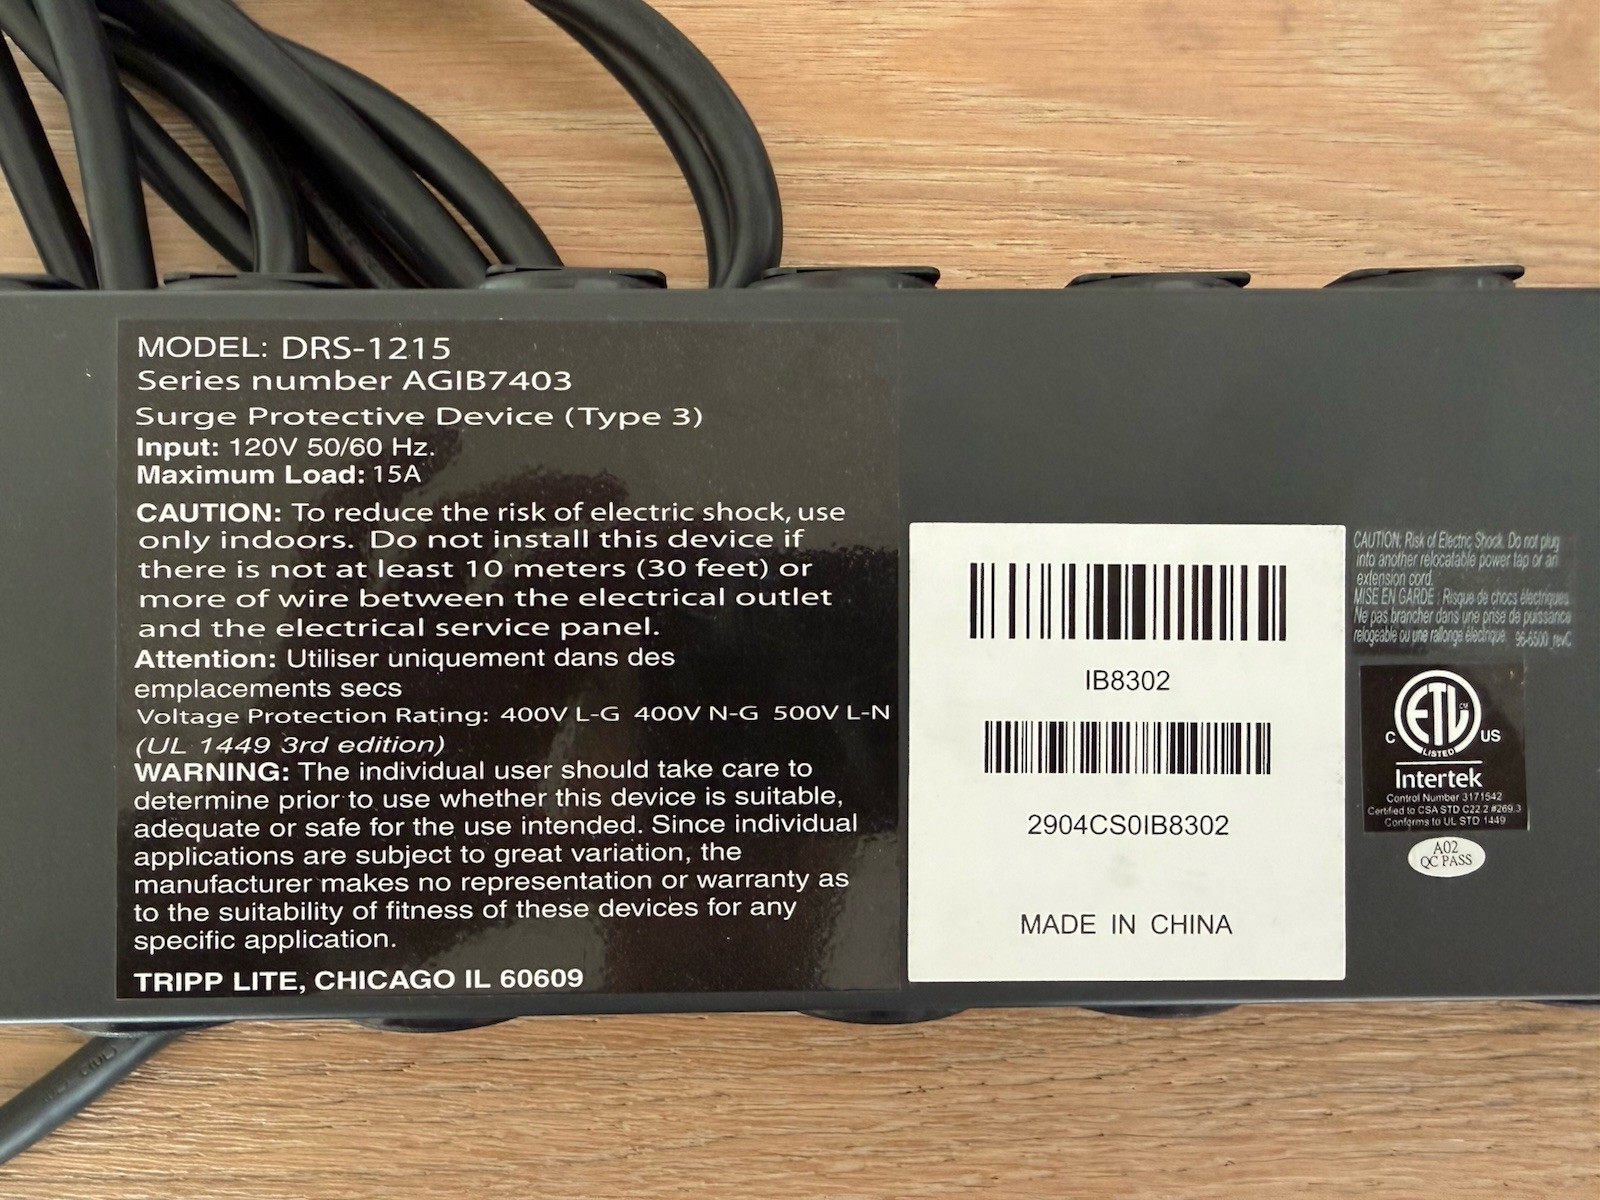 MODEL: DRS-1215
Series number AGIB7403
Surge Protective Device (Type 3)
Input: 120V 50/60 Hz.
Maximum Load: 15A
CAUTION: To reduce the risk of electric shock, use
only indoors. Do not install this device if
there is not at least 10 meters (30 feet) or
more of wire between the electrical outlet
and the electrical service panel.
Attention: Utiliser uniquement dans des
emplacements secs
Voltage Protection Rating: 400V L-G 400V N-G 500V L-N
(UL 1449 3rd edition)
WARNING: The individual user should take care to
determine prior to use whether this device is suitable,
adequate or safe for the use intended. Since individual
applications are subject to great variation, the
manufacturer makes no representation or warranty as
to the suitability of fitness of these devices for any
specific application.
TRIPP LITE, CHICAGO IL 60609
IB8302
2904CS0IB8302
MADE IN CHINA
CAUTION: Risk of Electric Shock. Do not plug
into another relocatable power tap or an
extension cord.
MISE EN GARDE : Risque de chocs électriques.
Ne pas brancher dans une prise de puissance
relogeable ou une rallonge électrique. 96-6500_revC
ETL CM
C LISTED US
Intertek
Control Number 3171542
Certified to CSA STD C22.2 #269.3
Conforms to UL STD 1449
A02
QC PASS